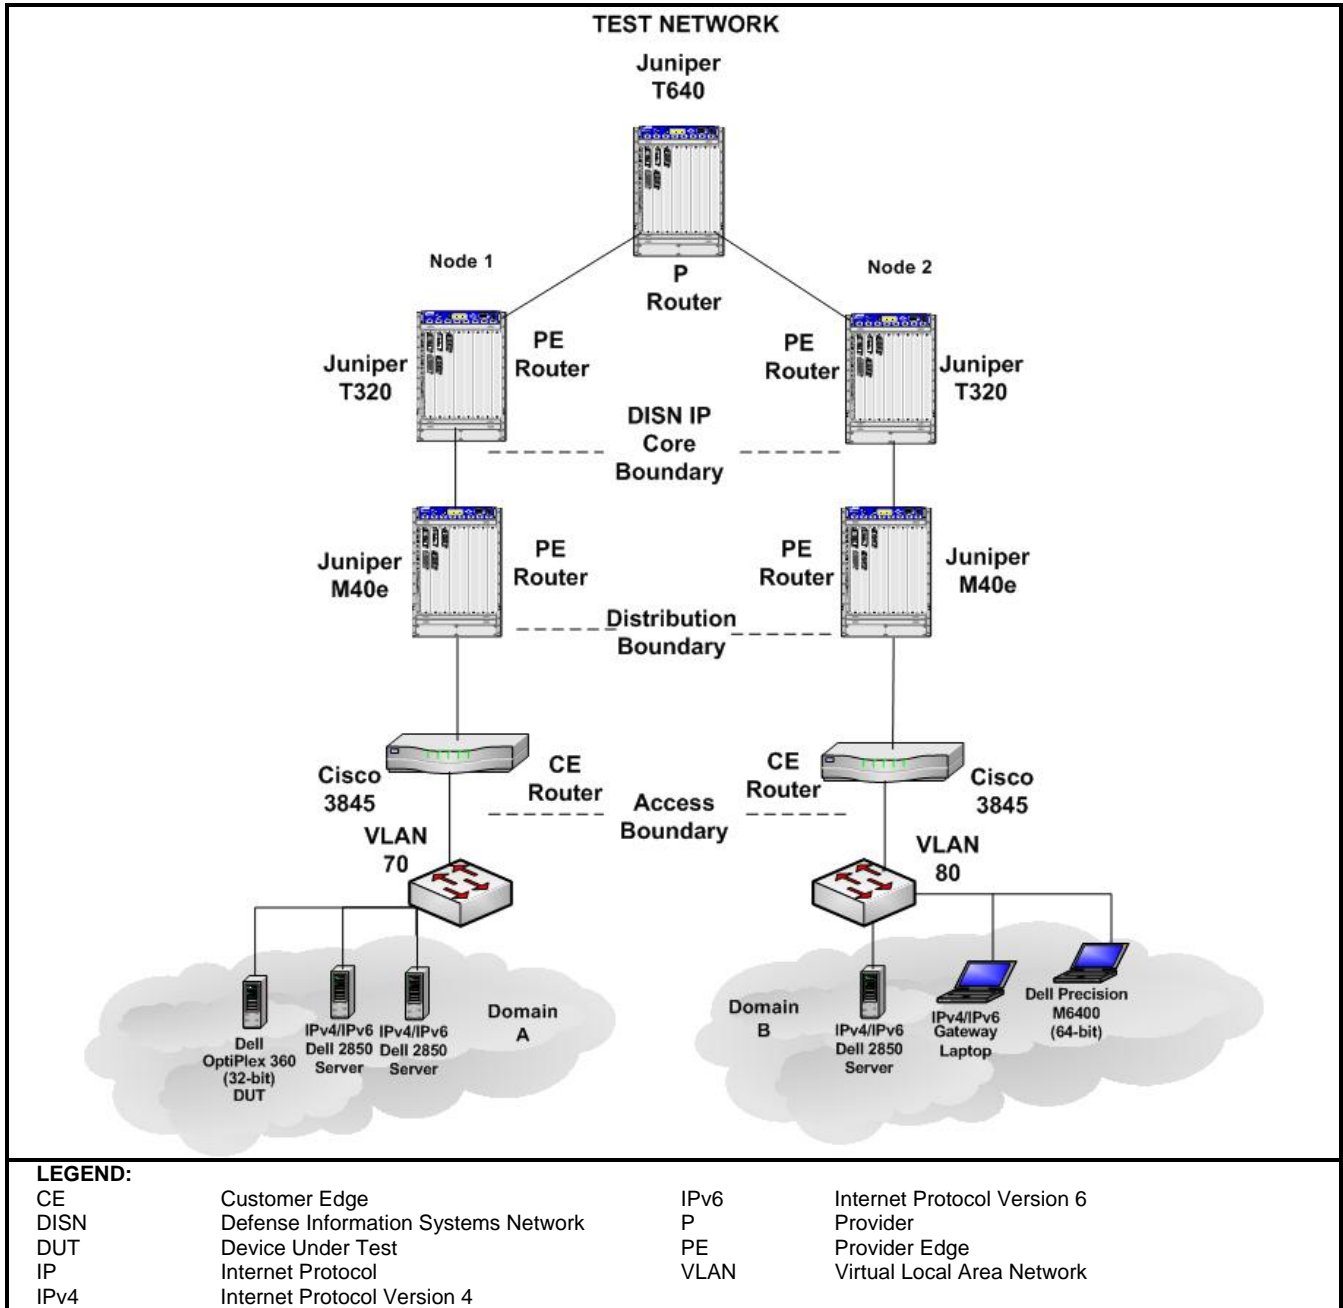 TEST NETWORK
Juniper
T640
P
Router
Node 1
Node 2
Juniper
T320
PE
Router
PE
Router
Juniper
T320
DISN IP
Core
Boundary
Juniper
M40e
PE
Router
PE
Router
Juniper
M40e
Distribution
Boundary
Cisco
3845
CE
Router
CE
Router
Cisco
3845
Access
Boundary
VLAN
70
VLAN
80
Dell
OptiPlex 360
(32-bit)
DUT
IPv4/IPv6
Dell 2850
Server
IPv4/IPv6
Dell 2850
Server
Domain
A
Domain
B
IPv4/IPv6
Dell 2850
Server
IPv4/IPv6
Gateway
Laptop
Dell Precision
M6400
(64-bit)
LEGEND:
CE Customer Edge
DISN Defense Information Systems Network
DUT Device Under Test
IP Internet Protocol
IPv4 Internet Protocol Version 4
IPv6 Internet Protocol Version 6
P Provider
PE Provider Edge
VLAN Virtual Local Area Network